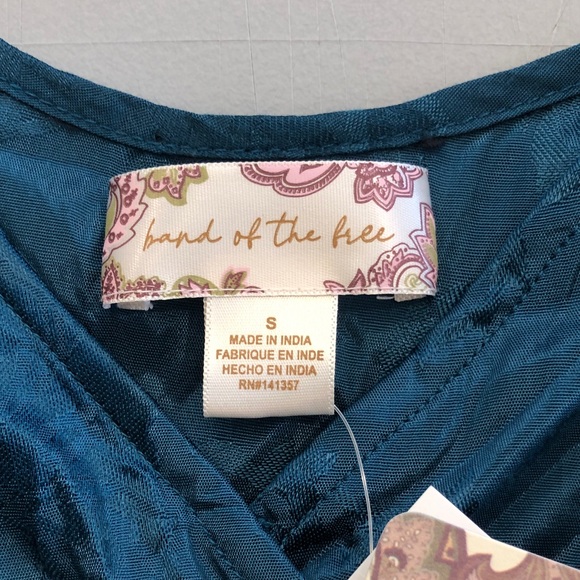 band of the free
S
MADE IN INDIA
FABRIQUE EN INDE
HECHO EN INDIA
RN#141357